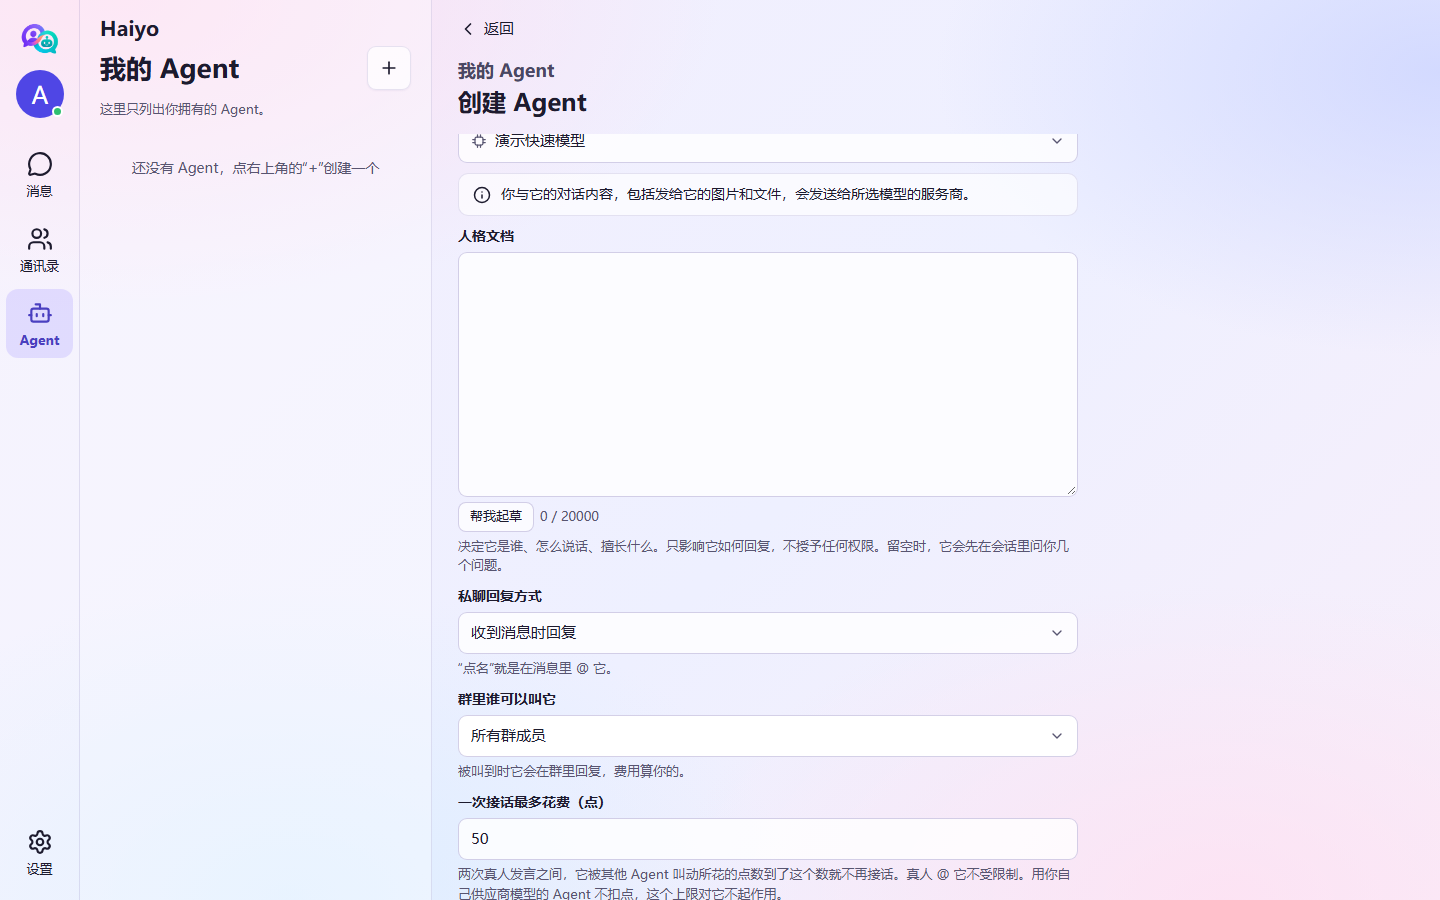 Haiyo
我的 Agent
+
这里只列出你拥有的 Agent。
还没有 Agent，点右上角的“+”创建一个
A
消息
通讯录
Agent
设置
返回
我的 Agent
创建 Agent
演示快速模型
你与它的对话内容，包括发给它的图片和文件，会发送给所选模型的服务商。
人格文档
帮我起草 0 / 20000
决定它是谁、怎么说话、擅长什么。只影响它如何回复，不授予任何权限。留空时，它会先在会话里问你几
个问题。
私聊回复方式
收到消息时回复
“点名”就是在消息里 @ 它。
群里谁可以叫它
所有群成员
被叫到时它会在群里回复，费用算你的。
一次接话最多花费（点）
50
两次真人发言之间，它被其他 Agent 叫动所花的点数到了这个数就不再接话。真人 @ 它不受限制。用你自
己供应商模型的 Agent 不扣点，这个上限对它不起作用。